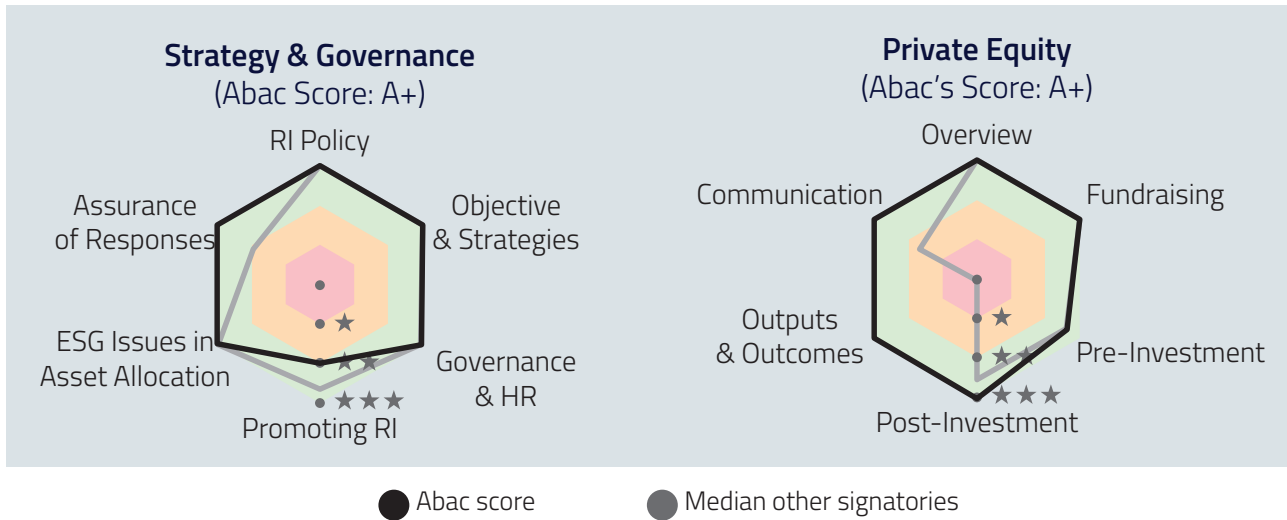 Strategy & Governance
(Abac Score: A+)
RI Policy
Assurance
of Responses
Objective
& Strategies
ESG Issues in
Asset Allocation
Governance
& HR
Promoting RI
Private Equity
(Abac’s Score: A+)
Overview
Communication
Fundraising
Outputs
& Outcomes
Pre-Investment
Post-Investment
Abac score
Median other signatories